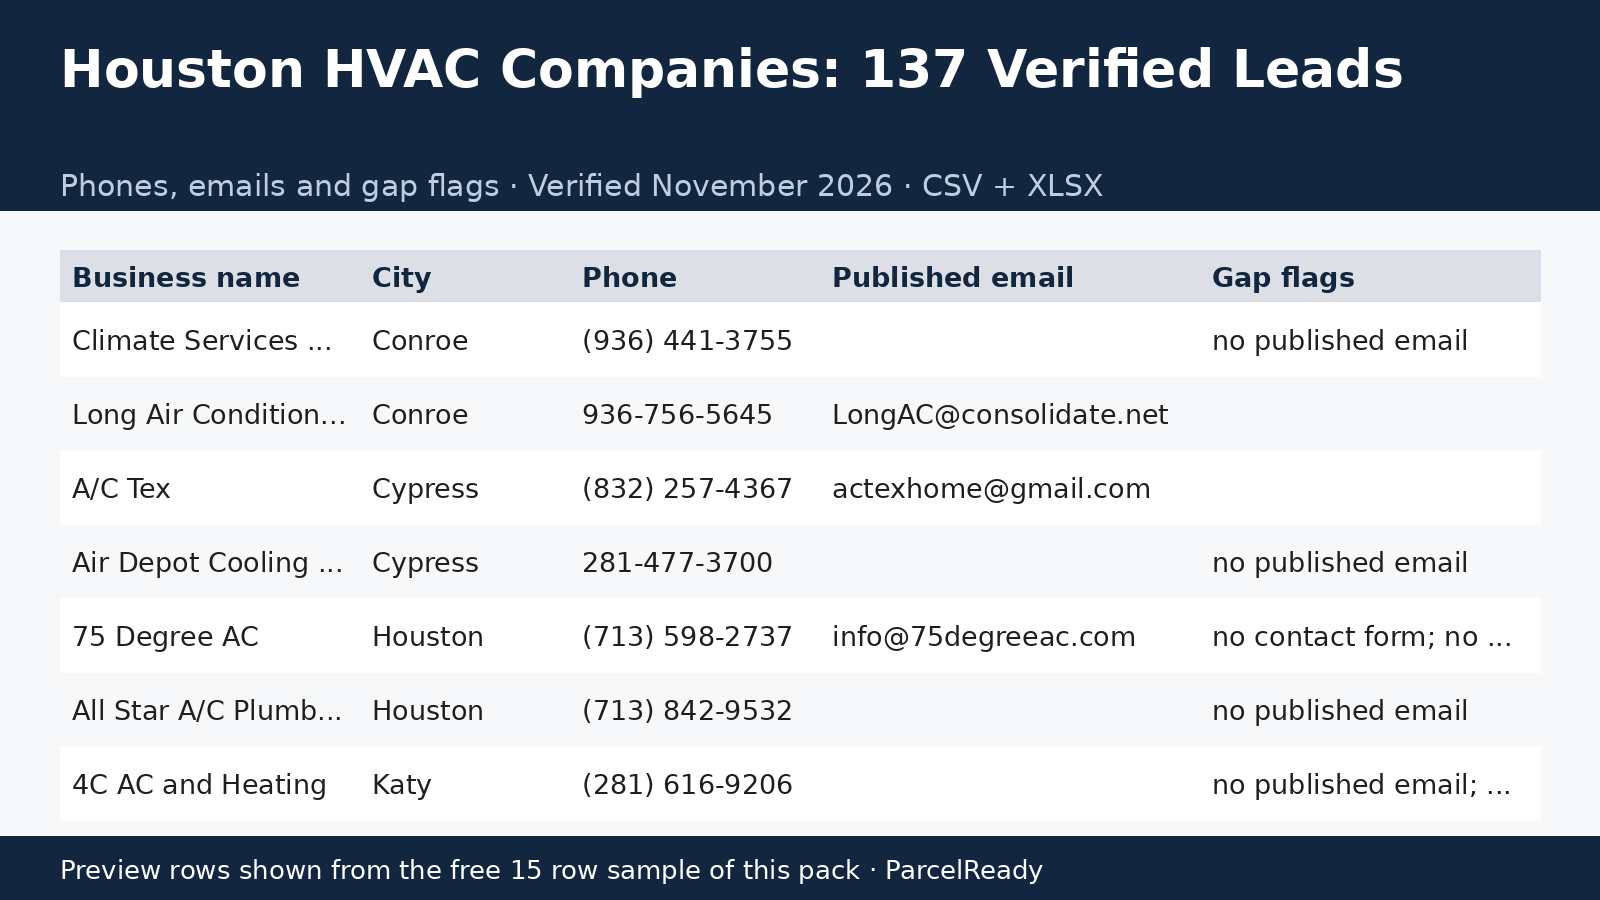 Houston HVAC Companies: 137 Verified Leads
Phones, emails and gap flags · Verified November 2026 · CSV + XLSX
Business name City Phone Published email Gap flags
Climate Services ... Conroe (936) 441-3755 no published email
Long Air Condition... Conroe 936-756-5645 LongAC@consolidate.net
A/C Tex Cypress (832) 257-4367 actexhome@gmail.com
Air Depot Cooling ... Cypress 281-477-3700 no published email
75 Degree AC Houston (713) 598-2737 info@75degreeac.com no contact form; no ...
All Star A/C Plumb... Houston (713) 842-9532 no published email
4C AC and Heating Katy (281) 616-9206 no published email; ...
Preview rows shown from the free 15 row sample of this pack · ParcelReady